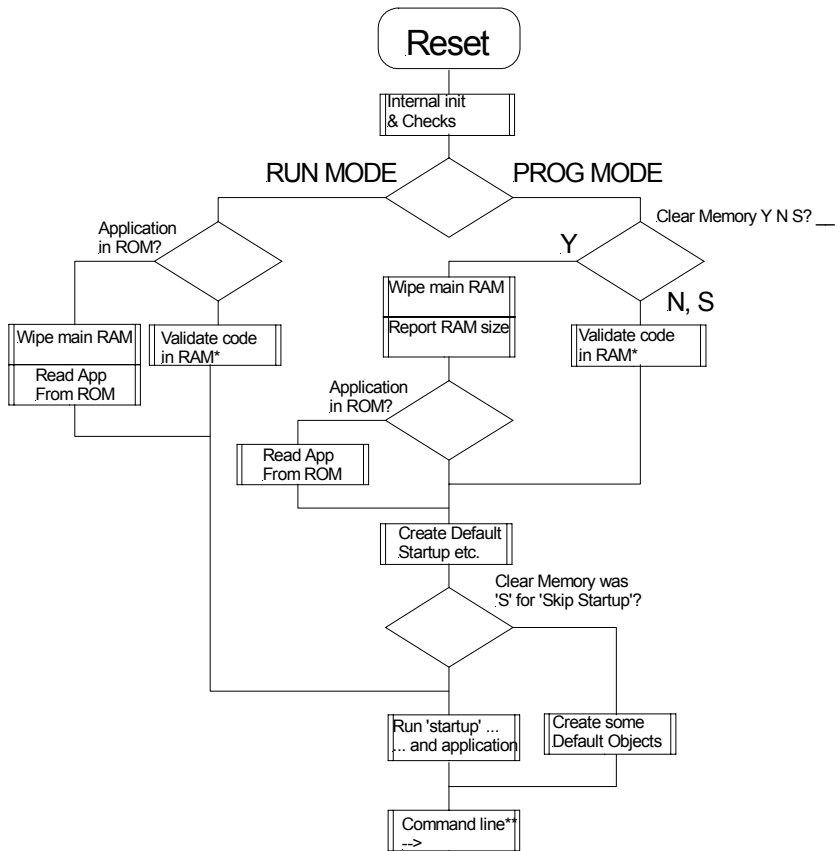 Reset
Internal init
& Checks
RUN MODE
PROG MODE
Clear Memory Y N S? __
Application
in ROM?
Y
N, S
Wipe main RAM
Report RAM size
Wipe main RAM
Read App
From ROM
Validate code
in RAM*
Validate code
in RAM*
Application
in ROM?
Read App
From ROM
Create Default
Startup etc.
Clear Memory was
'S' for 'Skip Startup'?
Run 'startup' ...
... and application
Create some
Default Objects
Command line**
-->